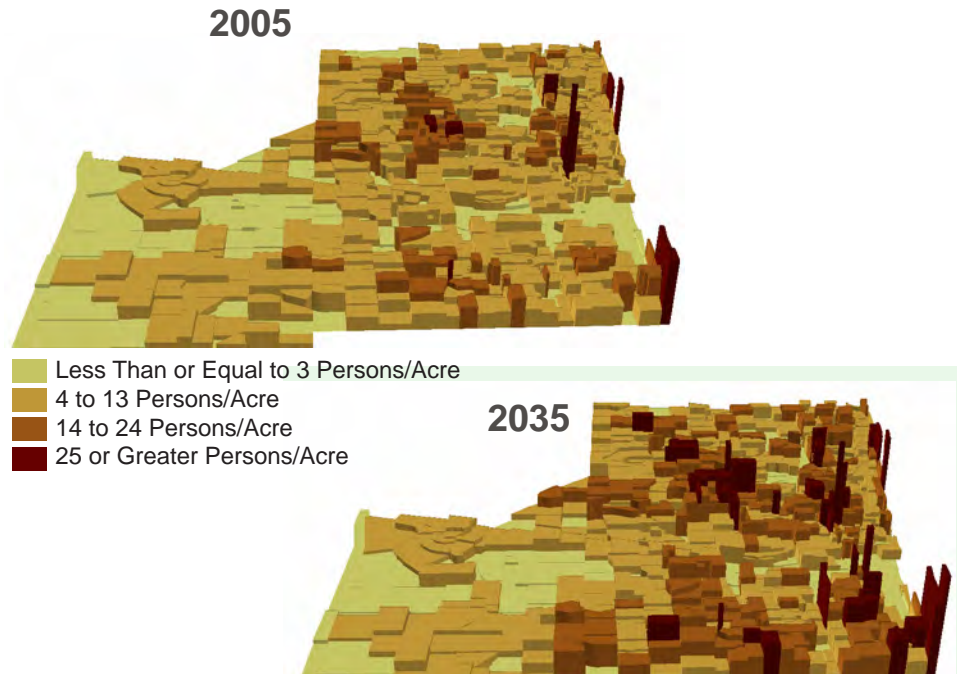 2005
Less Than or Equal to 3 Persons/Acre
4 to 13 Persons/Acre
14 to 24 Persons/Acre
25 or Greater Persons/Acre
2035